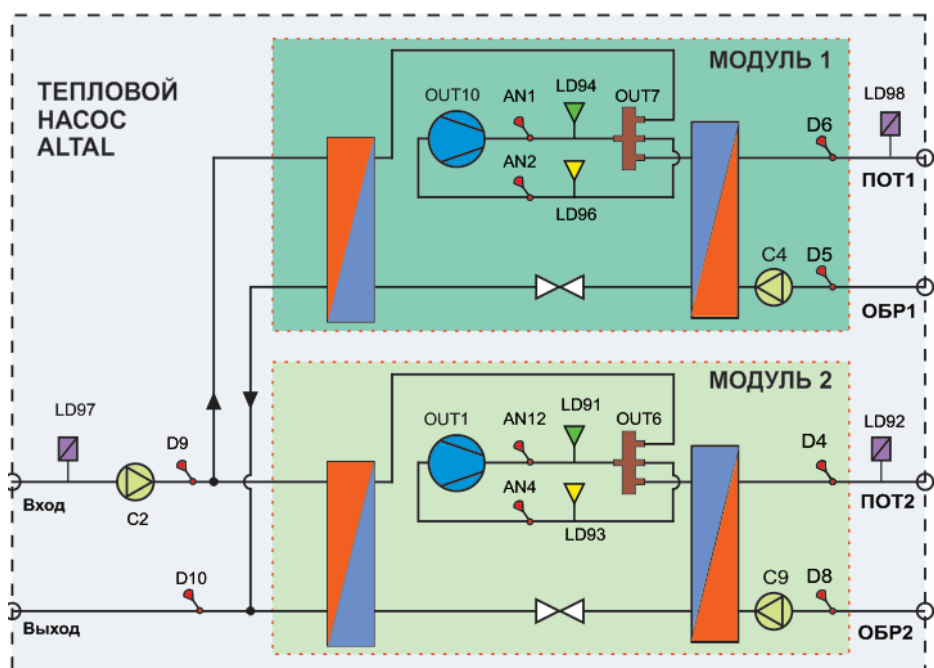 ТЕПЛОВОЙ
НАСОС
ALTAL
МОДУЛЬ 1
OUT10
AN1
LD94
OUT7
AN2
LD96
LD98
D6
ПОТ1
C4
D5
ОБР1
МОДУЛЬ 2
OUT1
AN12
LD91
OUT6
AN4
LD93
LD97
D9
Вход
C2
D10
Выход
LD92
D4
ПОТ2
C9
D8
ОБР2